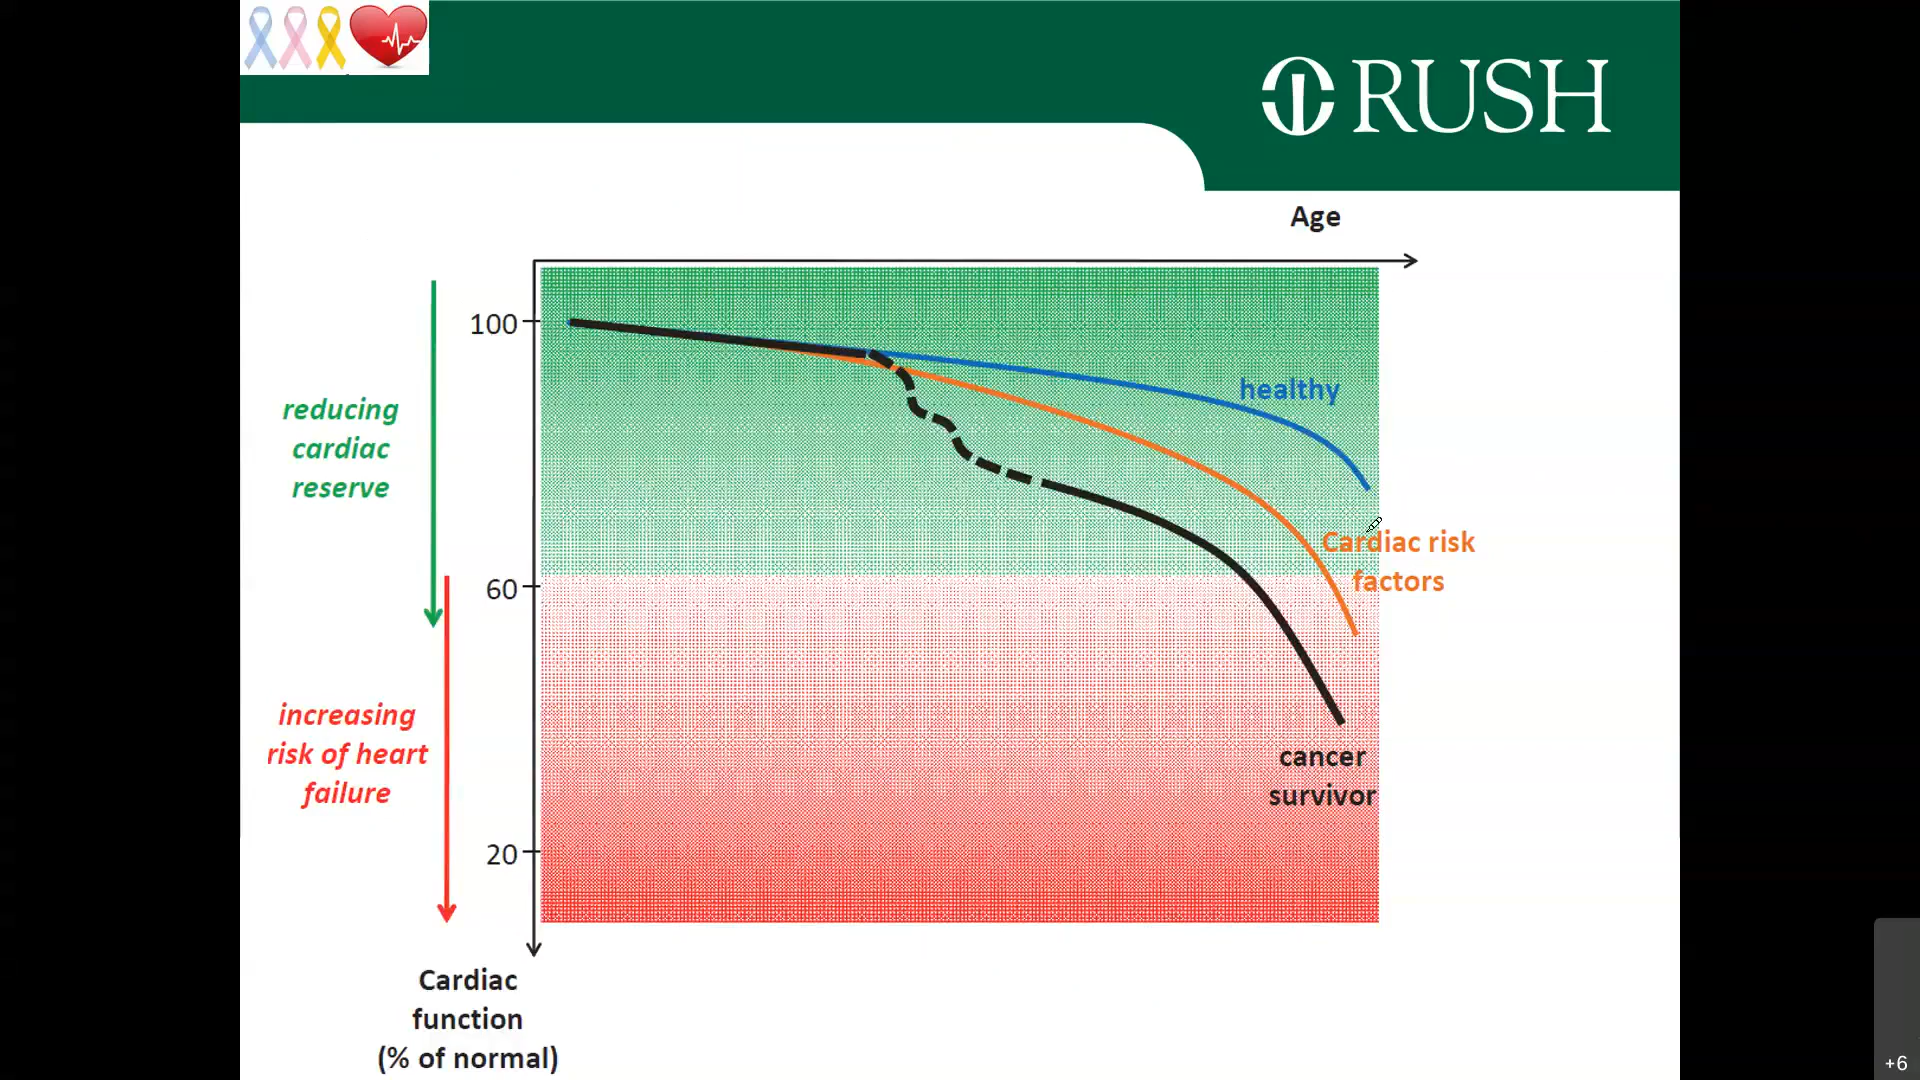 RUSH
Age
100
healthy
reducing
cardiac
reserve
Cardiac risk
factors
60
increasing
risk of heart
failure
cancer
survivor
20
Cardiac
function
(% of normal)
+6